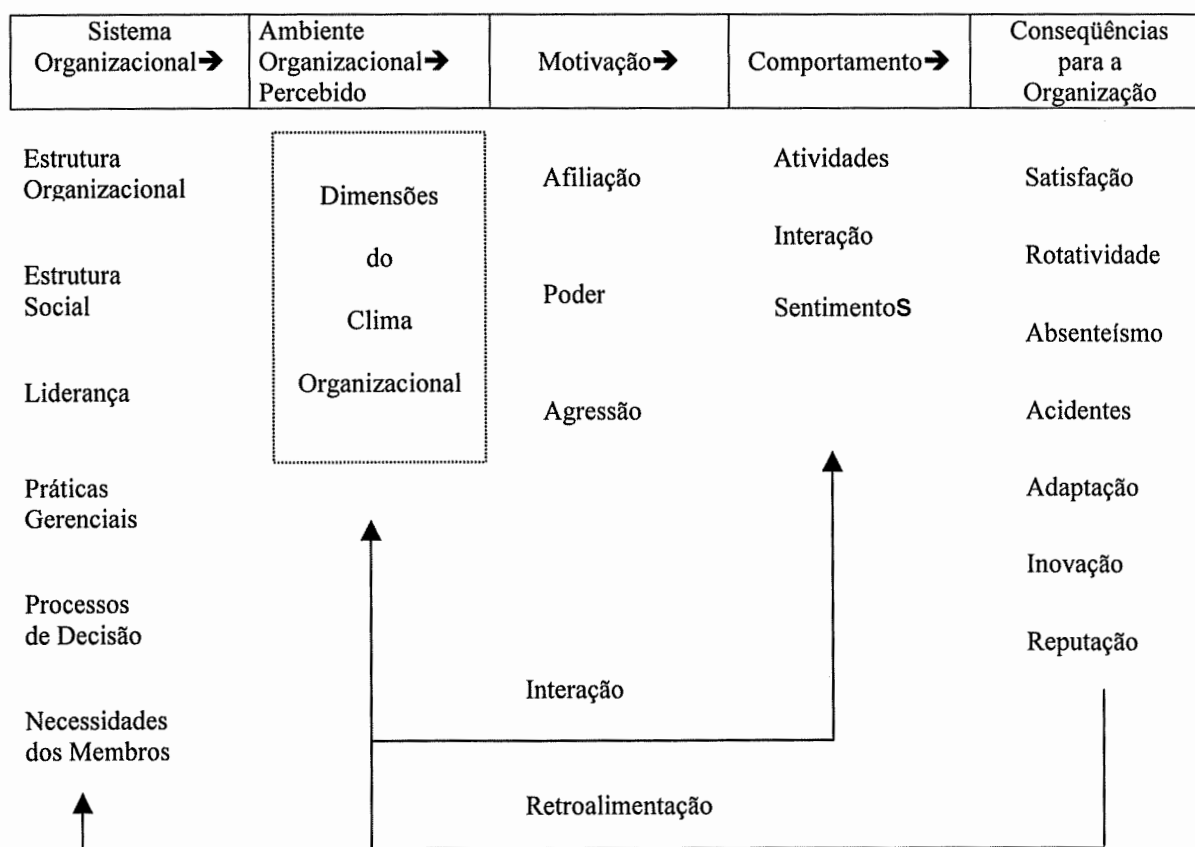 Sistema
Organizacional➔
Ambiente
Organizacional➔
Percebido
Motivação➔
Comportamento➔
Conseqüências
para a
Organização
Estrutura
Organizacional
Estrutura
Social
Liderança
Práticas
Gerenciais
Processos
de Decisão
Necessidades
dos Membros
Dimensões
do
Clima
Organizacional
Afiliação
Poder
Agressão
Atividades
Interação
SentimentoS
Satisfação
Rotatividade
Absenteísmo
Acidentes
Adaptação
Inovação
Reputação
Interação
Retroalimentação